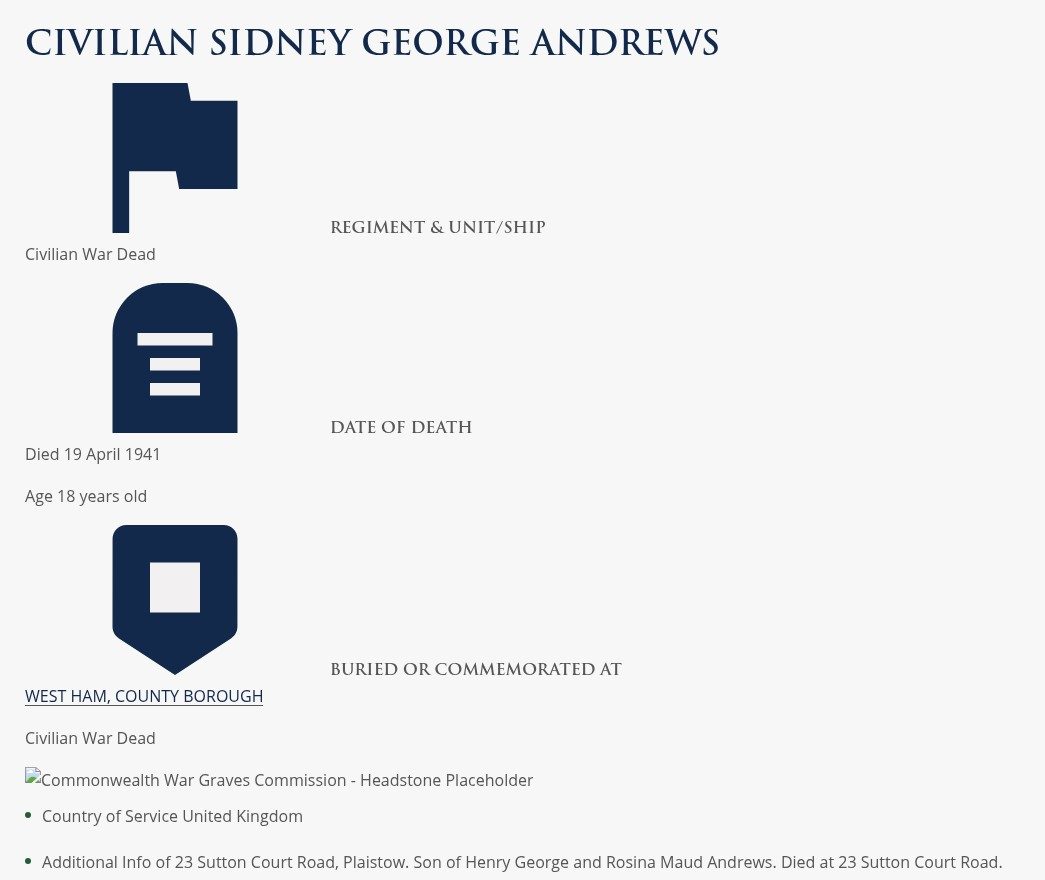 CIVILIAN SIDNEY GEORGE ANDREWS
REGIMENT & UNIT/SHIP
Civilian War Dead
DATE OF DEATH
Died 19 April 1941
Age 18 years old
BURIED OR COMMEMORATED AT
WEST HAM, COUNTY BOROUGH
Civilian War Dead
Commonwealth War Graves Commission - Headstone Placeholder
Country of Service United Kingdom
Additional Info of 23 Sutton Court Road, Plaistow. Son of Henry George and Rosina Maud Andrews. Died at 23 Sutton Court Road.